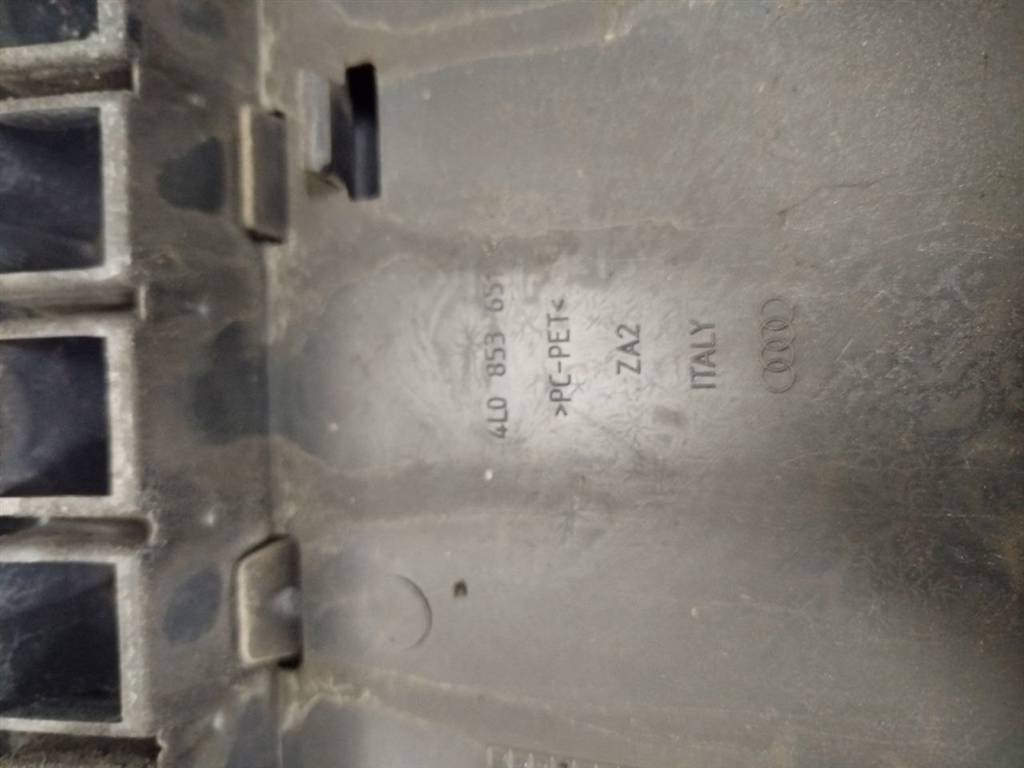 4L0 853 651
>PC-PET<
ZA2
ITALY